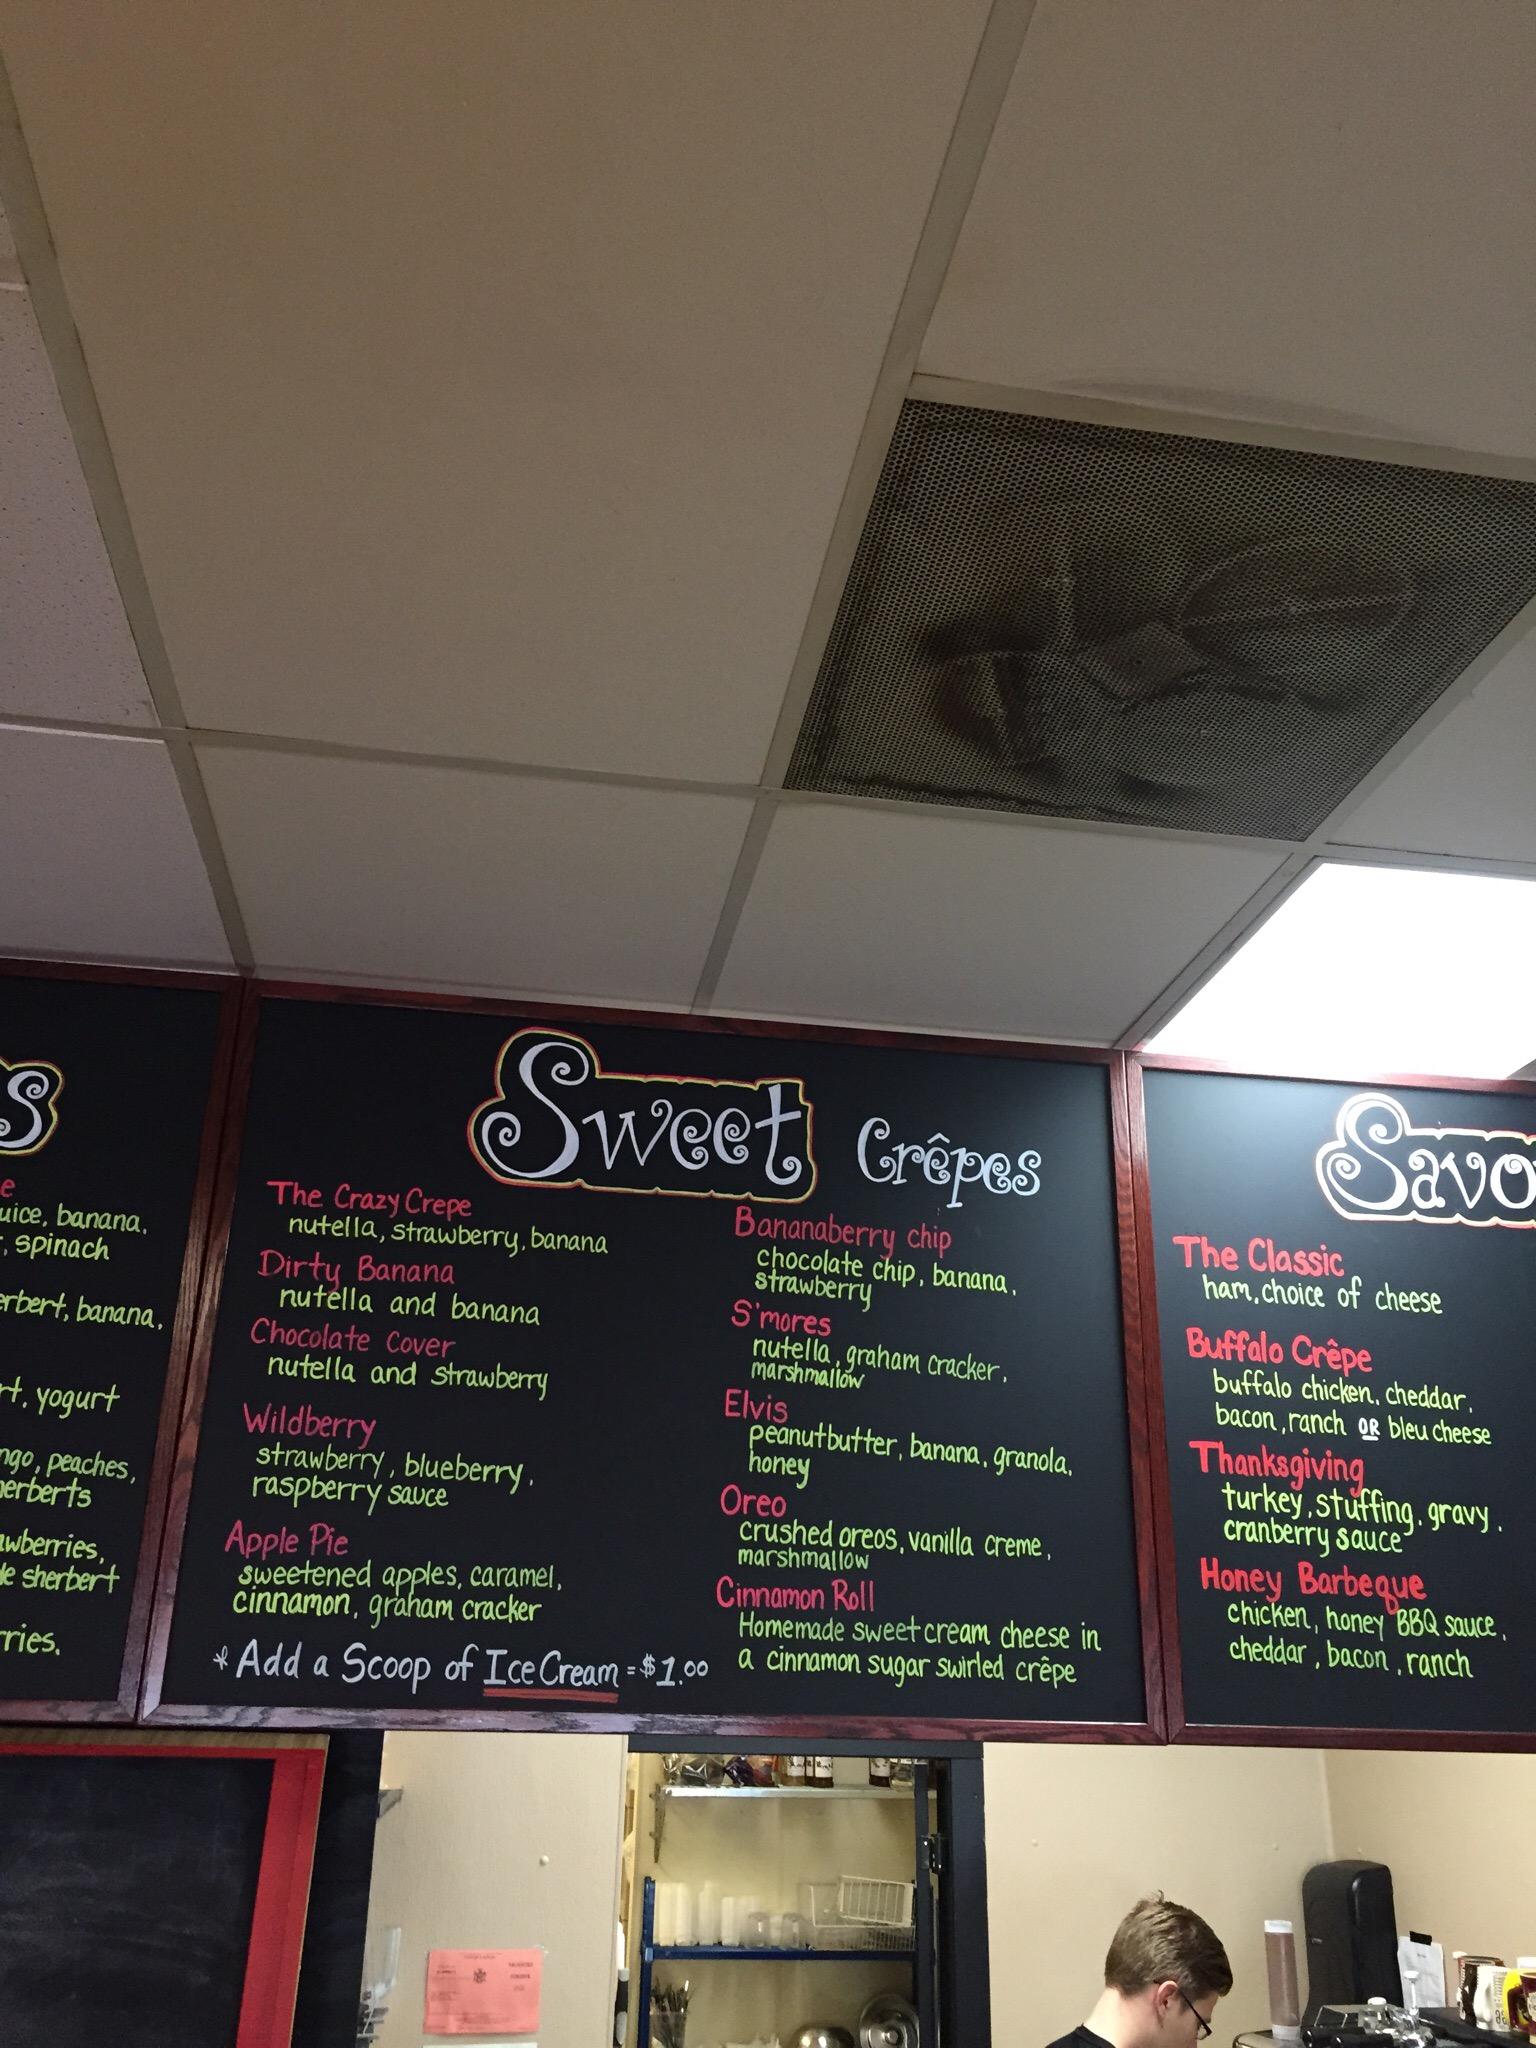 s
e
uice, banana,
spinach
erbert, banana,
rt, yogurt
ngo, peaches,
herberts
awberries,
sherbert
rries.
Sweet Crêpes
The Crazy Crepe
nutella, strawberry, banana
Dirty Banana
nutella and banana
Chocolate Cover
nutella and strawberry
Wildberry
strawberry, blueberry,
raspberry sauce
Apple Pie
sweetened apples, caramel,
cinnamon, graham cracker
* Add a Scoop of Ice Cream = $1.00
Bananaberry chip
chocolate chip, banana,
strawberry
S'mores
nutella, graham cracker,
marshmallow
Elvis
peanutbutter, banana, granola,
honey
Oreo
crushed oreos, vanilla creme,
marshmallow
Cinnamon Roll
Homemade sweet cream cheese in
a cinnamon sugar swirled crêpe
Savo
The Classic
ham, choice of cheese
Buffalo Crêpe
buffalo chicken, cheddar,
bacon, ranch OR bleu cheese
Thanksgiving
turkey, stuffing, gravy,
cranberry sauce
Honey Barbeque
chicken, honey BBQ sauce,
cheddar, bacon, ranch